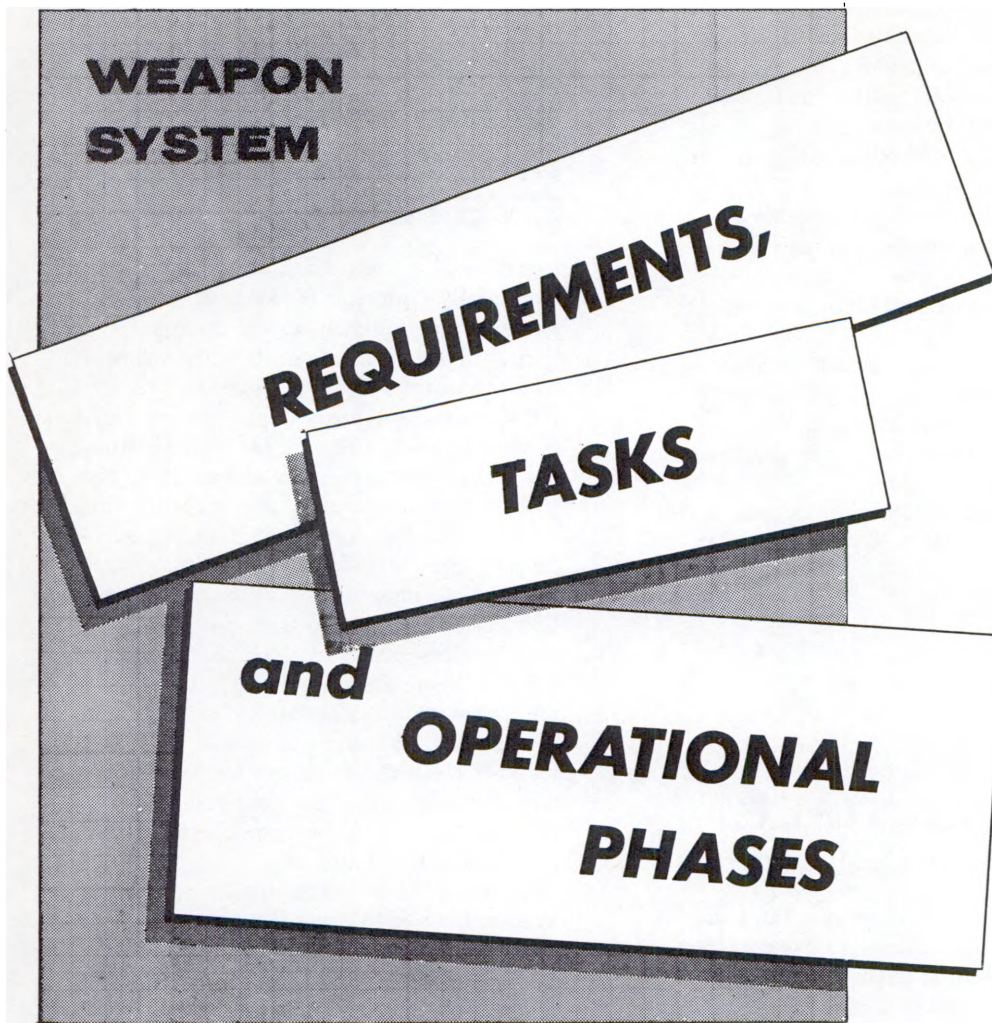 WEAPON
SYSTEM
REQUIREMENTS,
TASKS
and
OPERATIONAL
PHASES